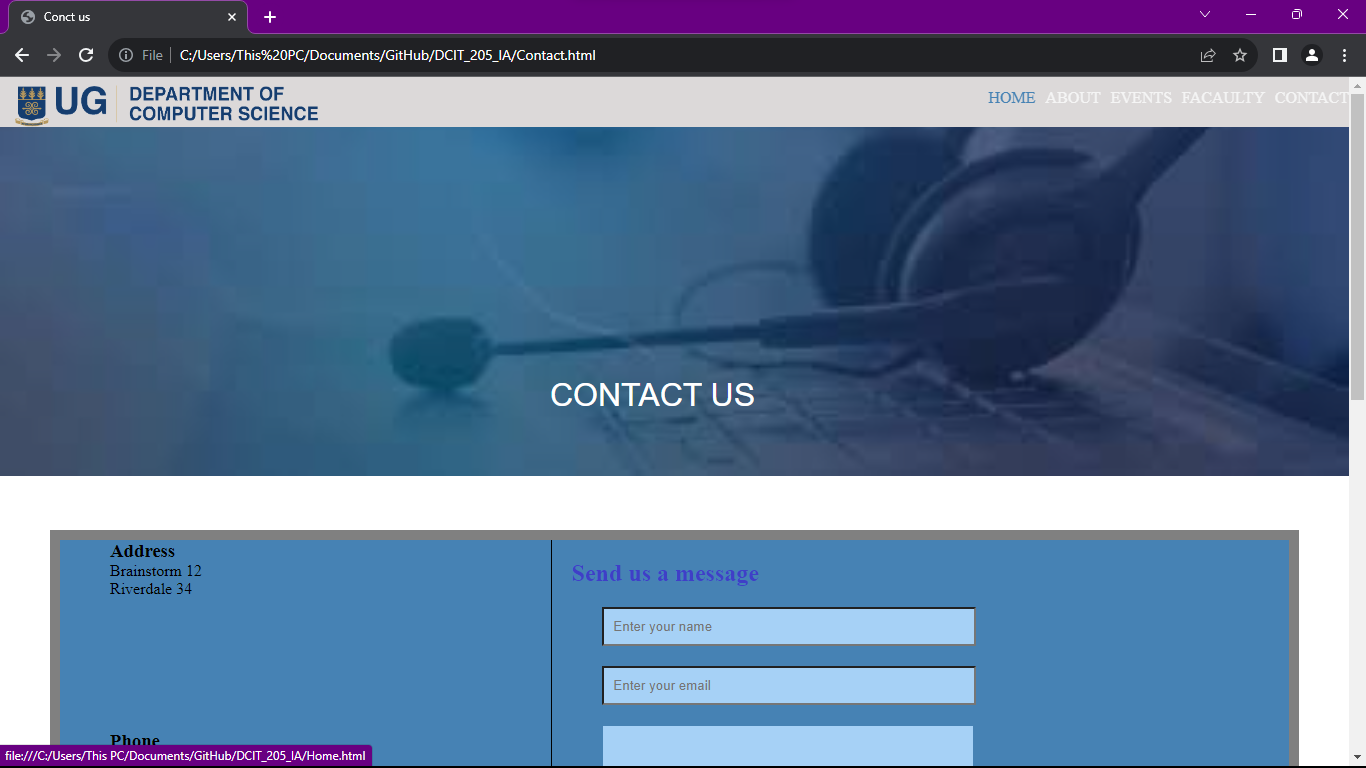 Conct us
File
C:/Users/This%20PC/Documents/GitHub/DCIT_205_IA/Contact.html
UG
DEPARTMENT OF
COMPUTER SCIENCE
HOME ABOUT EVENTS FACAULTY CONTACT
CONTACT US
Address
Brainstorm 12
Riverdale 34
Phone
Send us a message
Enter your name
Enter your email
file:///C:/Users/This PC/Documents/GitHub/DCIT_205_IA/Home.html